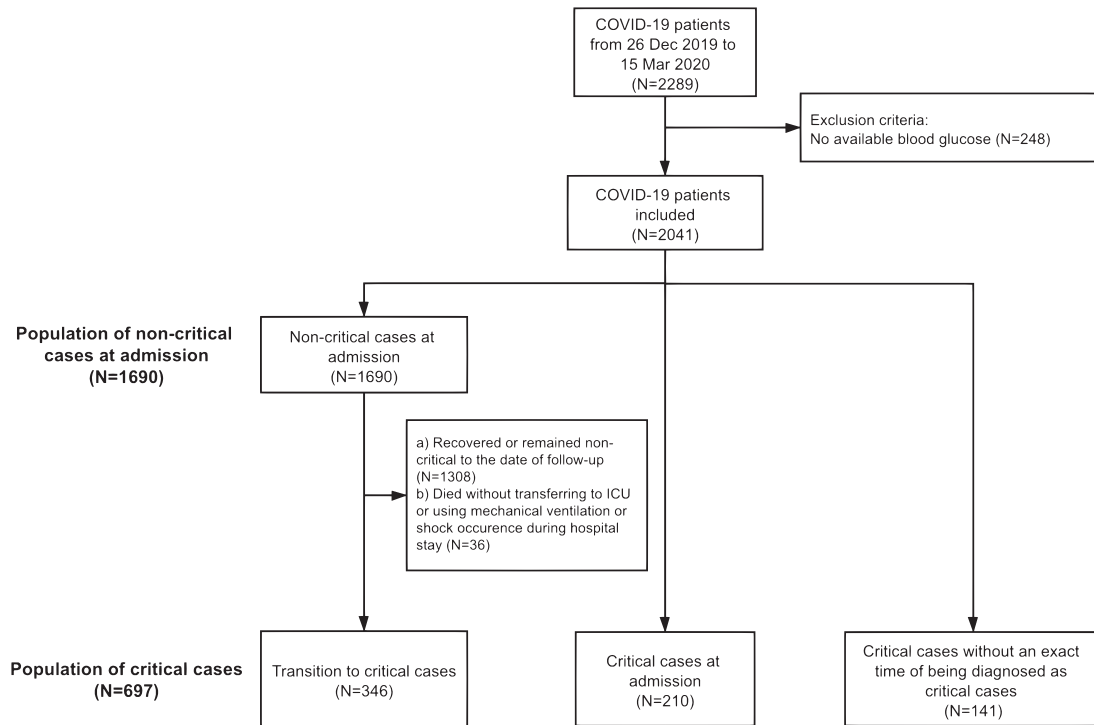 COVID-19 patients
from 26 Dec 2019 to
15 Mar 2020
(N=2289)
Exclusion criteria:
No available blood glucose (N=248)
COVID-19 patients
included
(N=2041)
Population of non-critical
cases at admission
(N=1690)
Non-critical cases at
admission
(N=1690)
a) Recovered or remained non-
critical to the date of follow-up
(N=1308)
b) Died without transferring to ICU
or using mechanical ventilation or
shock occurence during hospital
stay (N=36)
Population of critical cases
(N=697)
Transition to critical cases
(N=346)
Critical cases at
admission
(N=210)
Critical cases without an exact
time of being diagnosed as
critical cases
(N=141)